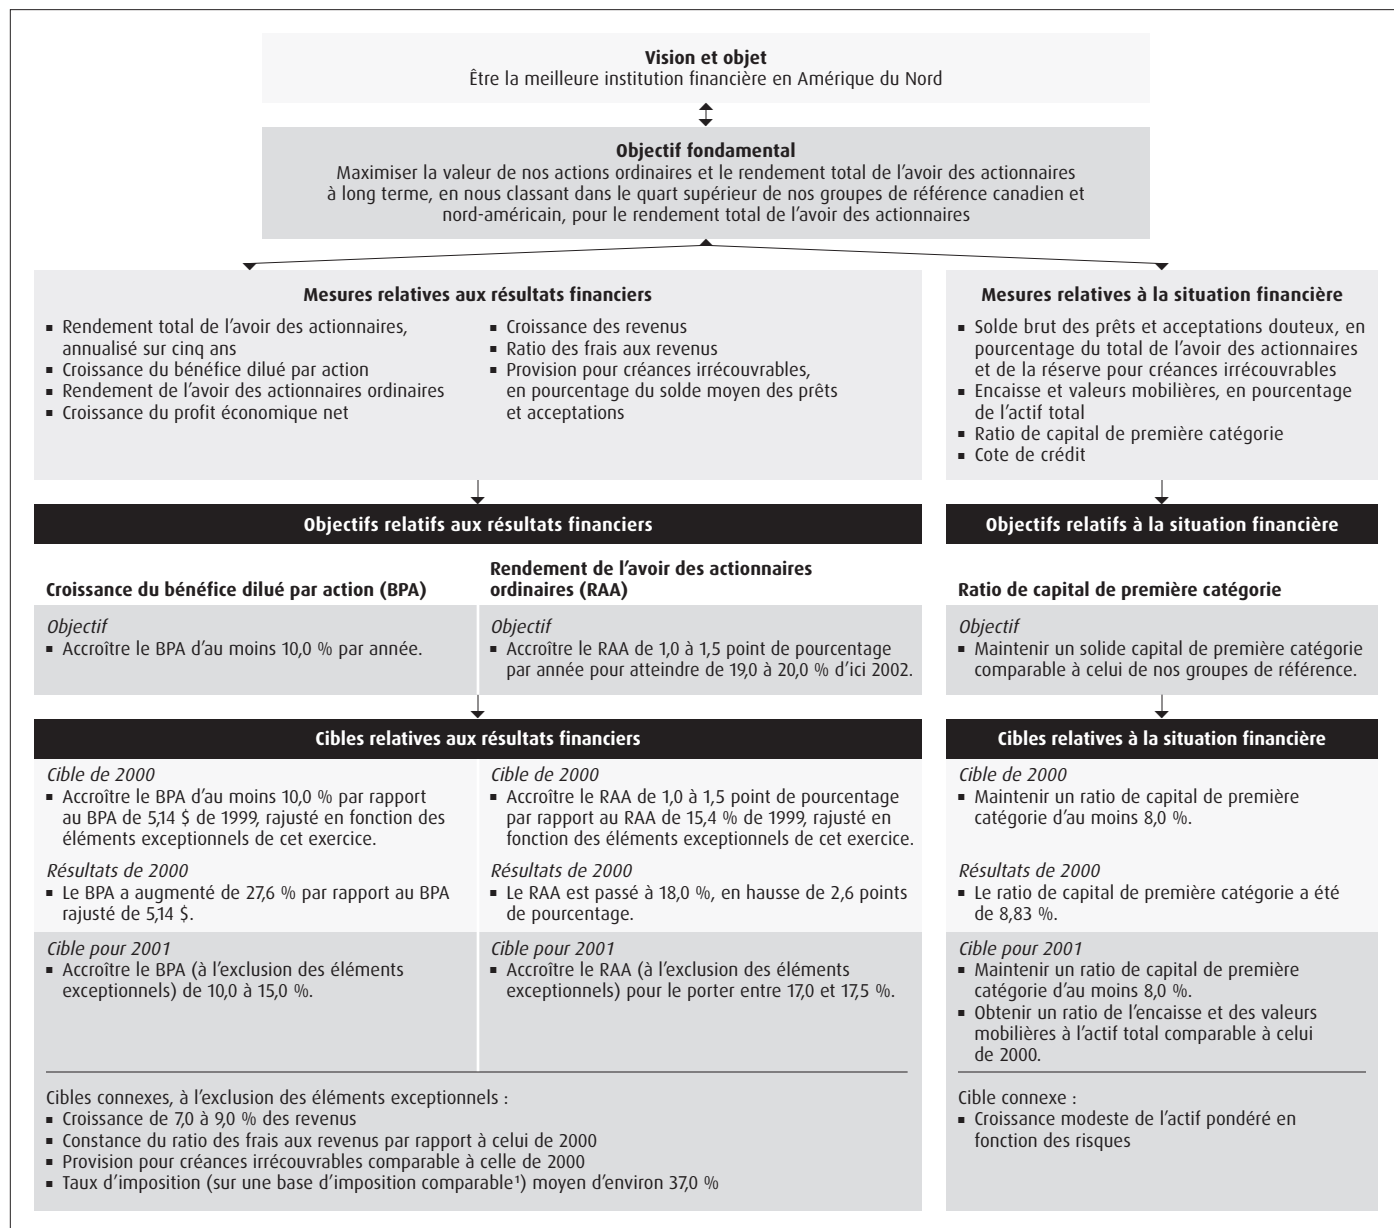 Vision et objet
Être la meilleure institution financière en Amérique du Nord
Objectif fondamental
Maximiser la valeur de nos actions ordinaires et le rendement total de l'avoir des actionnaires
à long terme, en nous classant dans le quart supérieur de nos groupes de référence canadien et
nord-américain, pour le rendement total de l'avoir des actionnaires
Mesures relatives aux résultats financiers
▪ Rendement total de l'avoir des actionnaires,
annualisé sur cinq ans
▪ Croissance du bénéfice dilué par action
▪ Rendement de l'avoir des actionnaires ordinaires
▪ Croissance du profit économique net
▪ Croissance des revenus
▪ Ratio des frais aux revenus
▪ Provision pour créances irrécouvrables,
en pourcentage du solde moyen des prêts
et acceptations
Mesures relatives à la situation financière
▪ Solde brut des prêts et acceptations douteux, en
pourcentage du total de l'avoir des actionnaires
et de la réserve pour créances irrécouvrables
▪ Encaisse et valeurs mobilières, en pourcentage
de l'actif total
▪ Ratio de capital de première catégorie
▪ Cote de crédit
Objectifs relatifs aux résultats financiers
Croissance du bénéfice dilué par action (BPA)
Objectif
▪ Accroître le BPA d'au moins 10,0 % par année.
Rendement de l'avoir des actionnaires
ordinaires (RAA)
Objectif
▪ Accroître le RAA de 1,0 à 1,5 point de pourcentage
par année pour atteindre de 19,0 à 20,0 % d'ici 2002.
Objectifs relatifs à la situation financière
Ratio de capital de première catégorie
Objectif
▪ Maintenir un solide capital de première catégorie
comparable à celui de nos groupes de référence.
Cibles relatives aux résultats financiers
Cible de 2000
▪ Accroître le BPA d'au moins 10,0 % par rapport
au BPA de 5,14 $ de 1999, rajusté en fonction des
éléments exceptionnels de cet exercice.
Résultats de 2000
▪ Le BPA a augmenté de 27,6 % par rapport au BPA
rajusté de 5,14 $.
Cible pour 2001
▪ Accroître le BPA (à l'exclusion des éléments
exceptionnels) de 10,0 à 15,0 %.
Cible de 2000
▪ Accroître le RAA de 1,0 à 1,5 point de pourcentage
par rapport au RAA de 15,4 % de 1999, rajusté en
fonction des éléments exceptionnels de cet exercice.
Résultats de 2000
▪ Le RAA est passé à 18,0 %, en hausse de 2,6 points
de pourcentage.
Cible pour 2001
▪ Accroître le RAA (à l'exclusion des éléments
exceptionnels) pour le porter entre 17,0 et 17,5 %.
Cibles connexes, à l'exclusion des éléments exceptionnels :
▪ Croissance de 7,0 à 9,0 % des revenus
▪ Constance du ratio des frais aux revenus par rapport à celui de 2000
▪ Provision pour créances irrécouvrables comparable à celle de 2000
▪ Taux d'imposition (sur une base d'imposition comparable¹) moyen d'environ 37,0 %
Cibles relatives à la situation financière
Cible de 2000
▪ Maintenir un ratio de capital de première
catégorie d'au moins 8,0 %.
Résultats de 2000
▪ Le ratio de capital de première catégorie a été
de 8,83 %.
Cible pour 2001
▪ Maintenir un ratio de capital de première
catégorie d'au moins 8,0 %.
▪ Obtenir un ratio de l'encaisse et des valeurs
mobilières à l'actif total comparable à celui
de 2000.
Cible connexe :
▪ Croissance modeste de l'actif pondéré en
fonction des risques